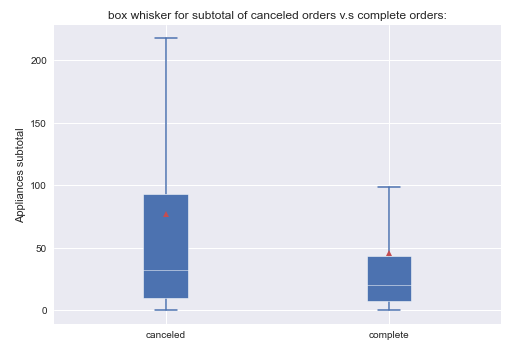 box whisker for subtotal of canceled orders v.s complete orders:
Appliances subtotal
200
150
100
50
0
canceled
complete